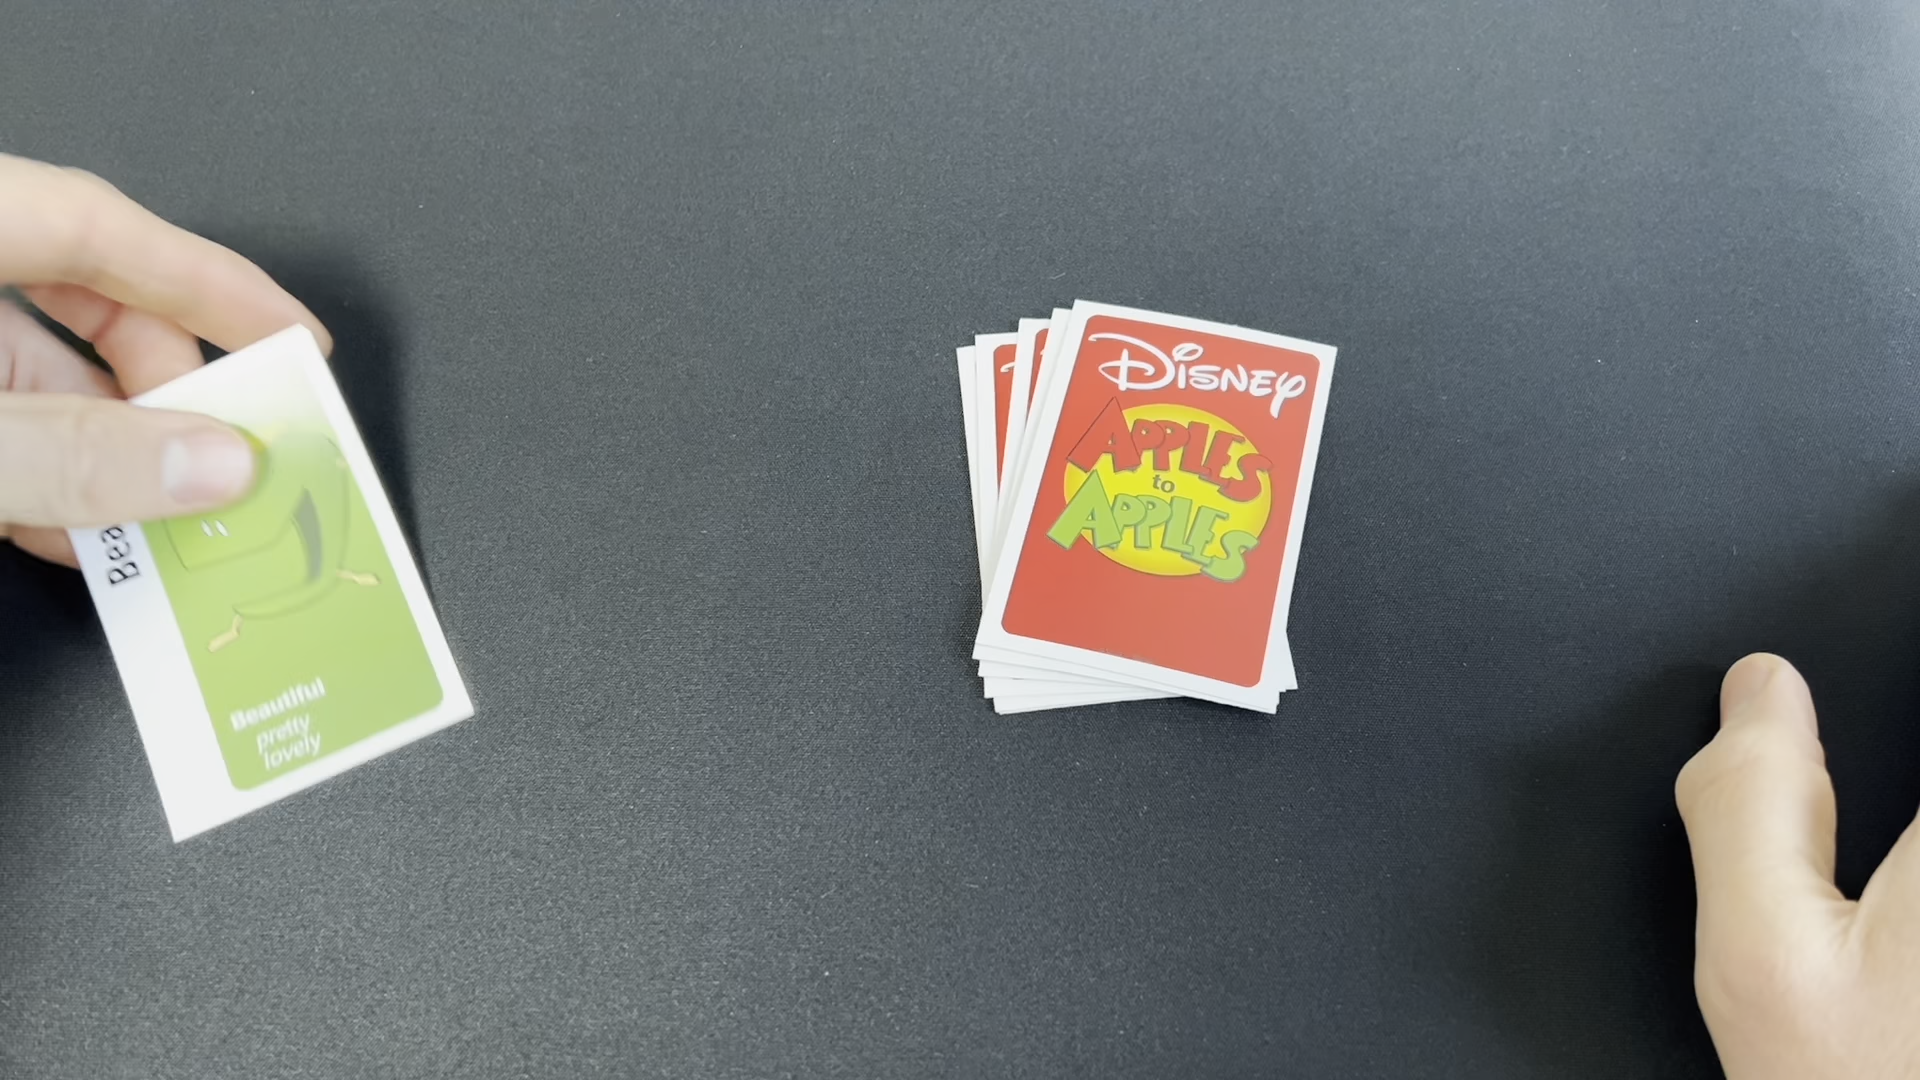 Bea
Beautiful
pretty
lovely
DISNEY
APPLES
to
APPLES